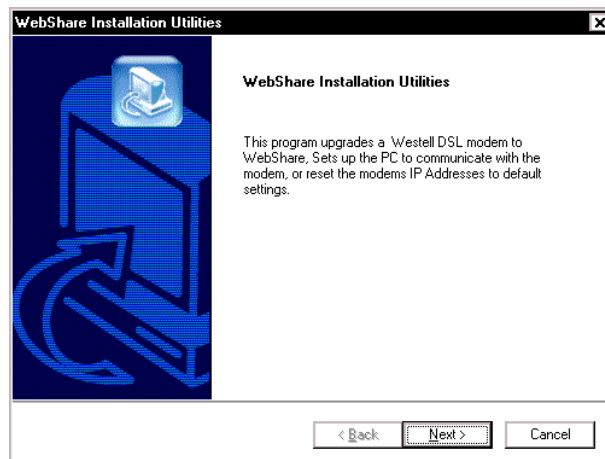 WebShare Installation Utilities
WebShare Installation Utilities
This program upgrades a Westell DSL modem to
WebShare, Sets up the PC to communicate with the
modem, or reset the modems IP Addresses to default
settings.
< Back Next > Cancel